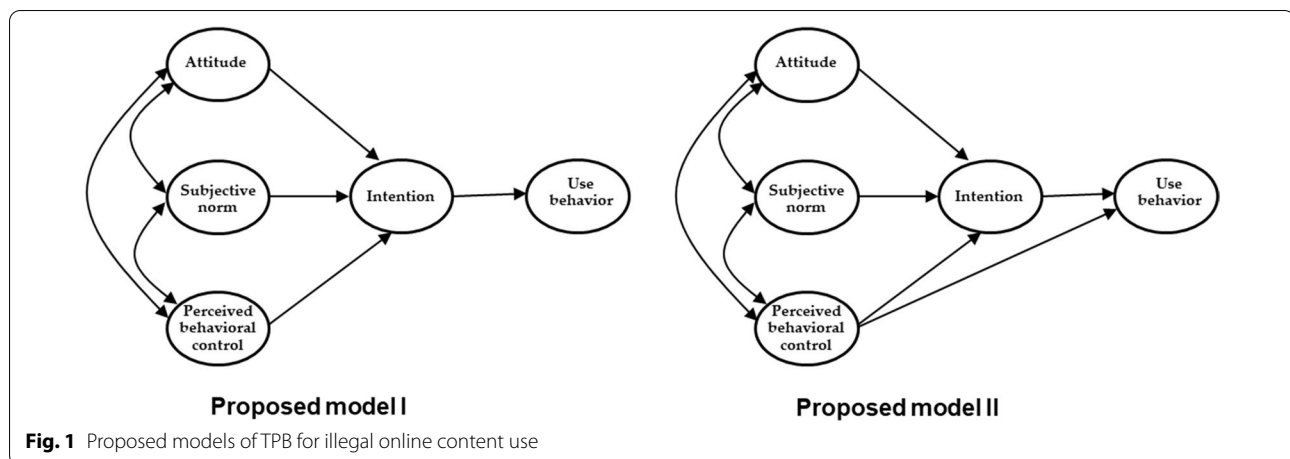 Attitude
Subjective
norm
Perceived
behavioral
control
Intention
Use
behavior
Proposed model I
Attitude
Subjective
norm
Perceived
behavioral
control
Intention
Use
behavior
Proposed model II
Fig. 1 Proposed models of TPB for illegal online content use